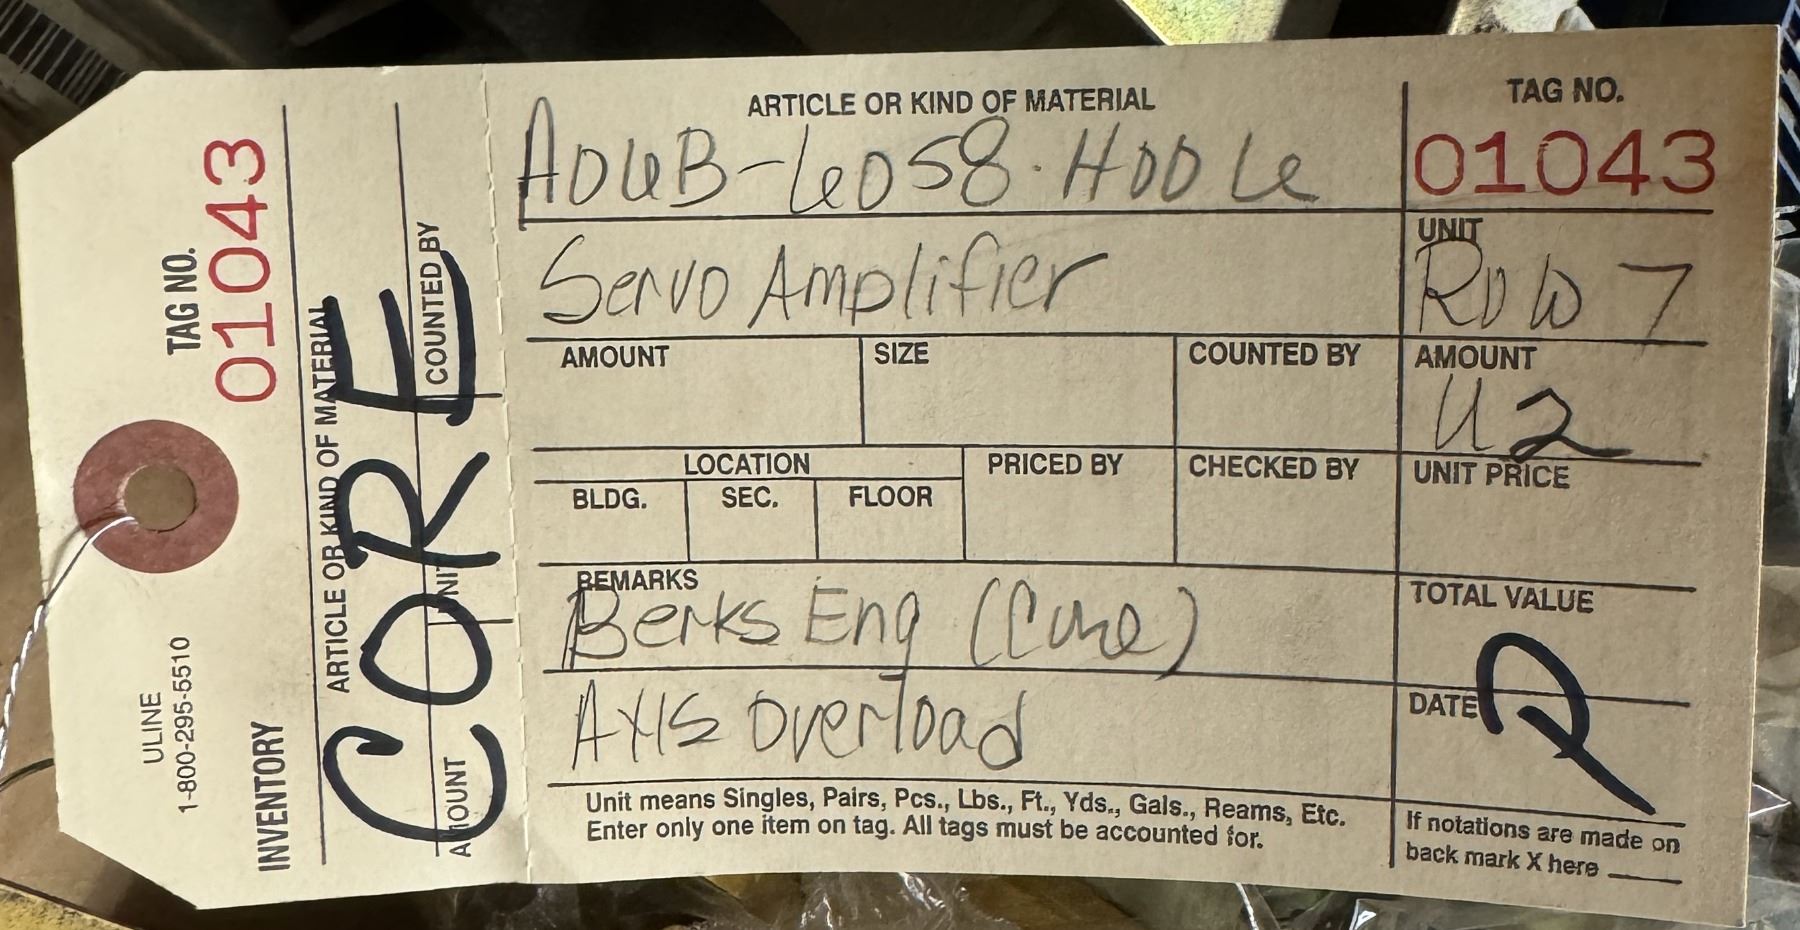 TAG NO.
01043
ULINE
1-800-295-5510
INVENTORY
ARTICLE OR KIND OF MATERIAL
COUNTED BY
UNIT
AMOUNT
CORE
ARTICLE OR KIND OF MATERIAL
A06B-6058-H006
Servo Amplifier
TAG NO.
01043
UNIT
Row 7
AMOUNT
SIZE
COUNTED BY
AMOUNT
U2
LOCATION
BLDG.
SEC.
FLOOR
PRICED BY
CHECKED BY
UNIT PRICE
REMARKS
Berks Eng (Core)
Axis overload
TOTAL VALUE
DATE
Unit means Singles, Pairs, Pcs., Lbs., Ft., Yds., Gals., Reams, Etc.
Enter only one item on tag. All tags must be accounted for.
If notations are made on
back mark X here